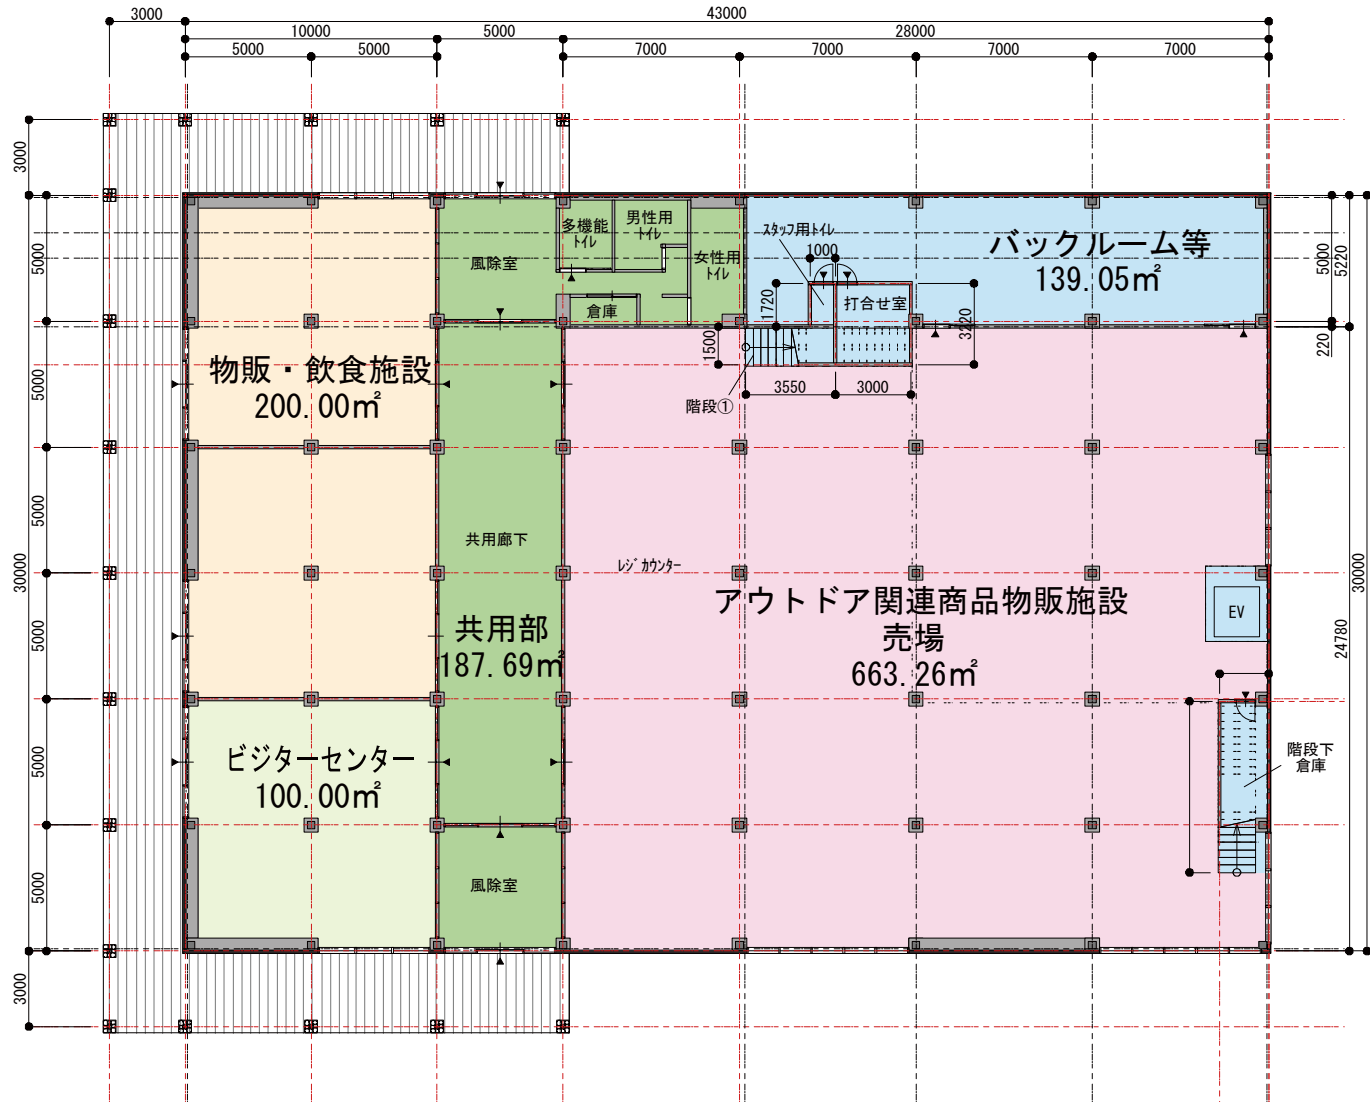 3000
43000
10000
5000
28000
5000
5000
7000
7000
7000
7000
3000
5000
5000
5000
5000
5000
5000
30000
3000
5000
5220
220
24780
30000
風除室
多機能
トイレ
男性用
トイレ
女性用
トイレ
倉庫
スタッフ用トイレ
1000
1720
1500
打合せ室
3220
3550
3000
階段①
バックルーム等
139.05㎡
物販・飲食施設
200.00㎡
共用廊下
レジカウンター
共用部
187.69㎡
アウトドア関連商品物販施設
売場
663.26㎡
EV
ビジターセンター
100.00㎡
階段下
倉庫
風除室